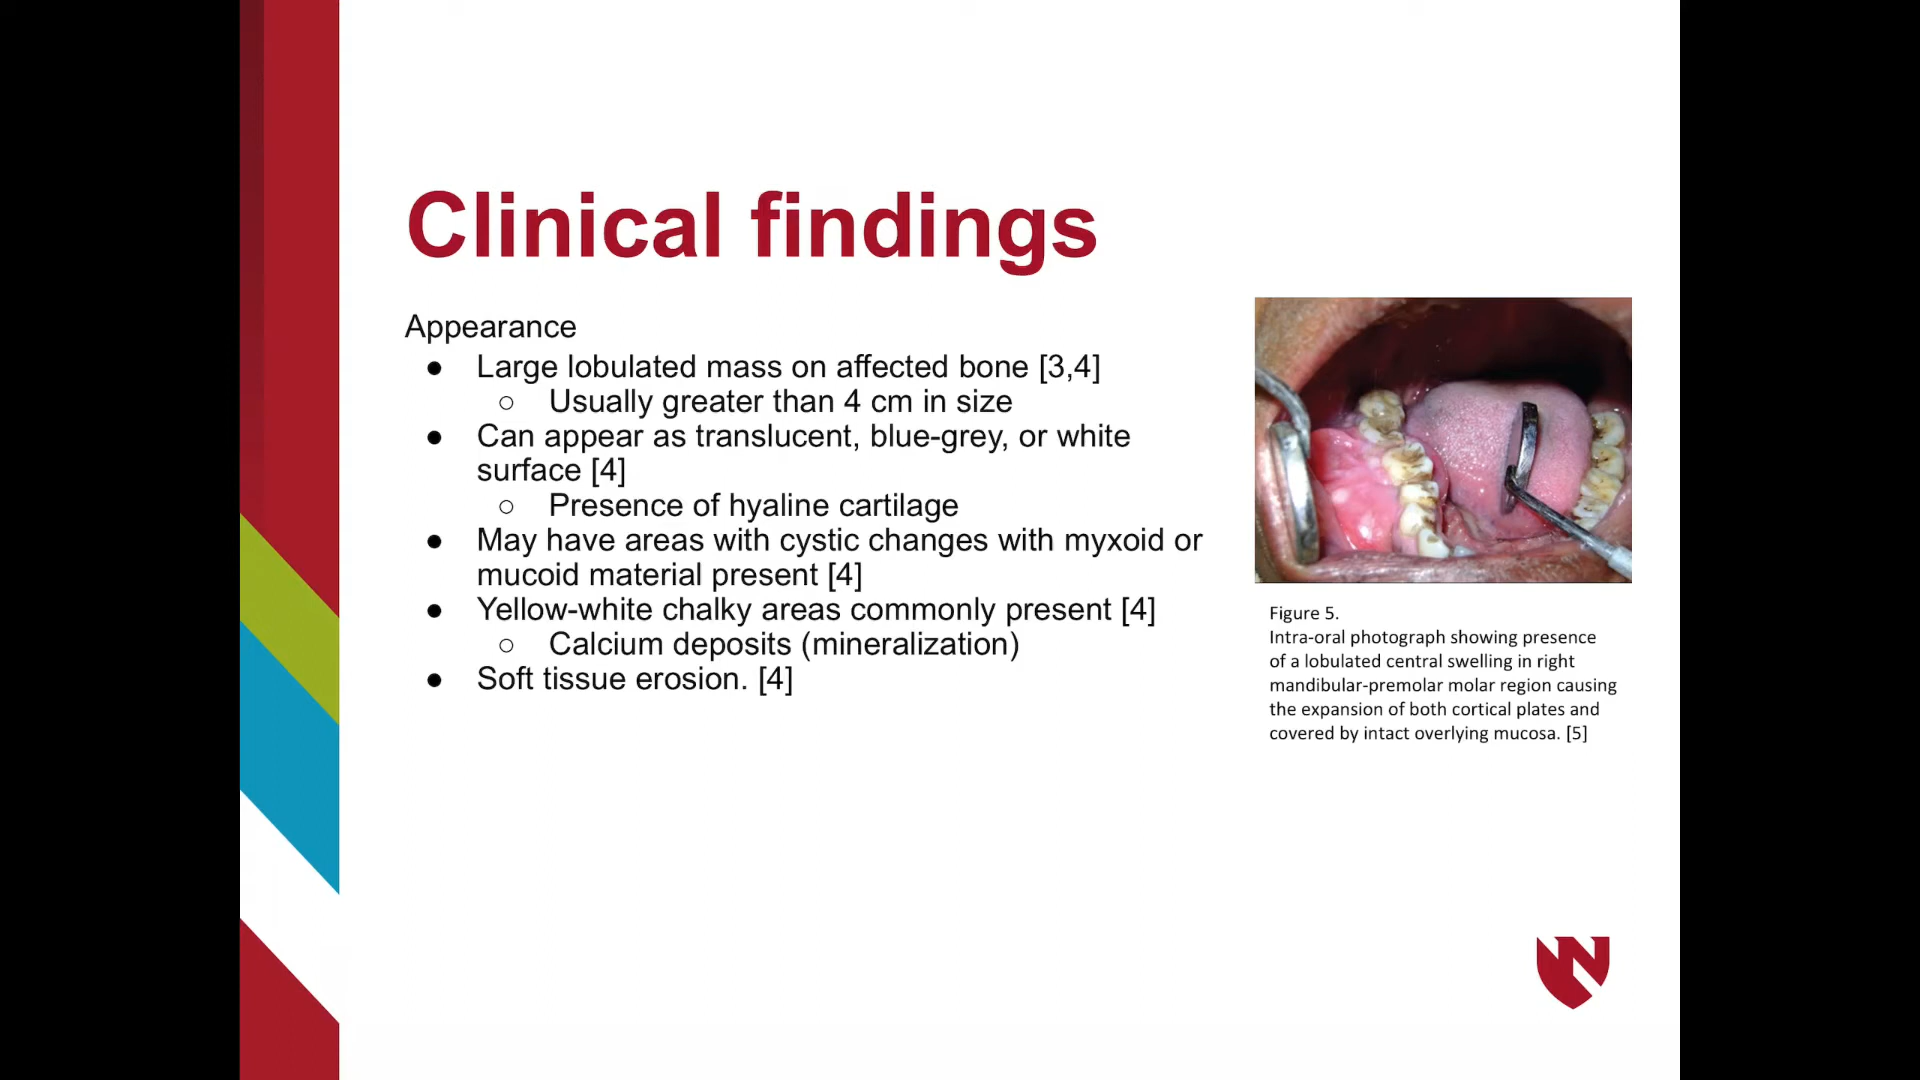 Clinical findings
Appearance
● Large lobulated mass on affected bone [3,4]
○ Usually greater than 4 cm in size
● Can appear as translucent, blue-grey, or white
surface [4]
○ Presence of hyaline cartilage
● May have areas with cystic changes with myxoid or
mucoid material present [4]
● Yellow-white chalky areas commonly present [4]
○ Calcium deposits (mineralization)
● Soft tissue erosion. [4]
Figure 5.
Intra-oral photograph showing presence
of a lobulated central swelling in right
mandibular-premolar molar region causing
the expansion of both cortical plates and
covered by intact overlying mucosa. [5]